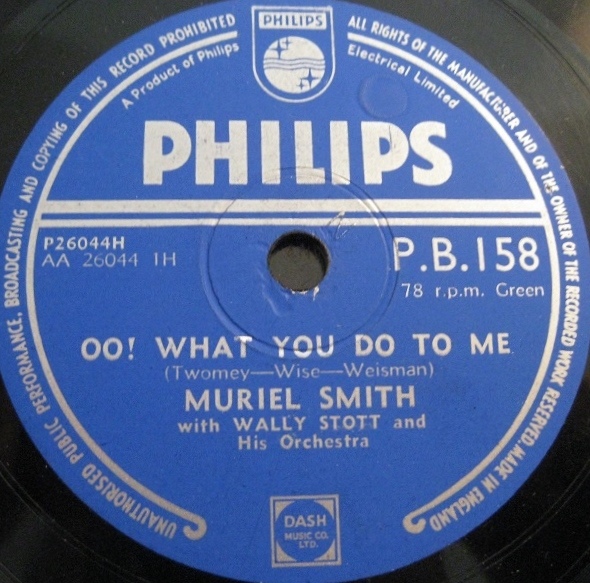 UNAUTHORISED PUBLIC PERFORMANCE, BROADCASTING AND COPYING OF THIS RECORD PROHIBITED
ALL RIGHTS OF THE MANUFACTURER AND OF THE OWNER OF THE RECORDED WORK RESERVED. MADE IN ENGLAND
A Product of Philips
Electrical Limited
PHILIPS
PHILIPS
P26044H
AA 26044 1H
P.B.158
78 r.p.m. Green
OO! WHAT YOU DO TO ME
(Twomey—Wise—Weisman)
MURIEL SMITH
with WALLY STOTT and
His Orchestra
DASH
MUSIC CO.
LTD.